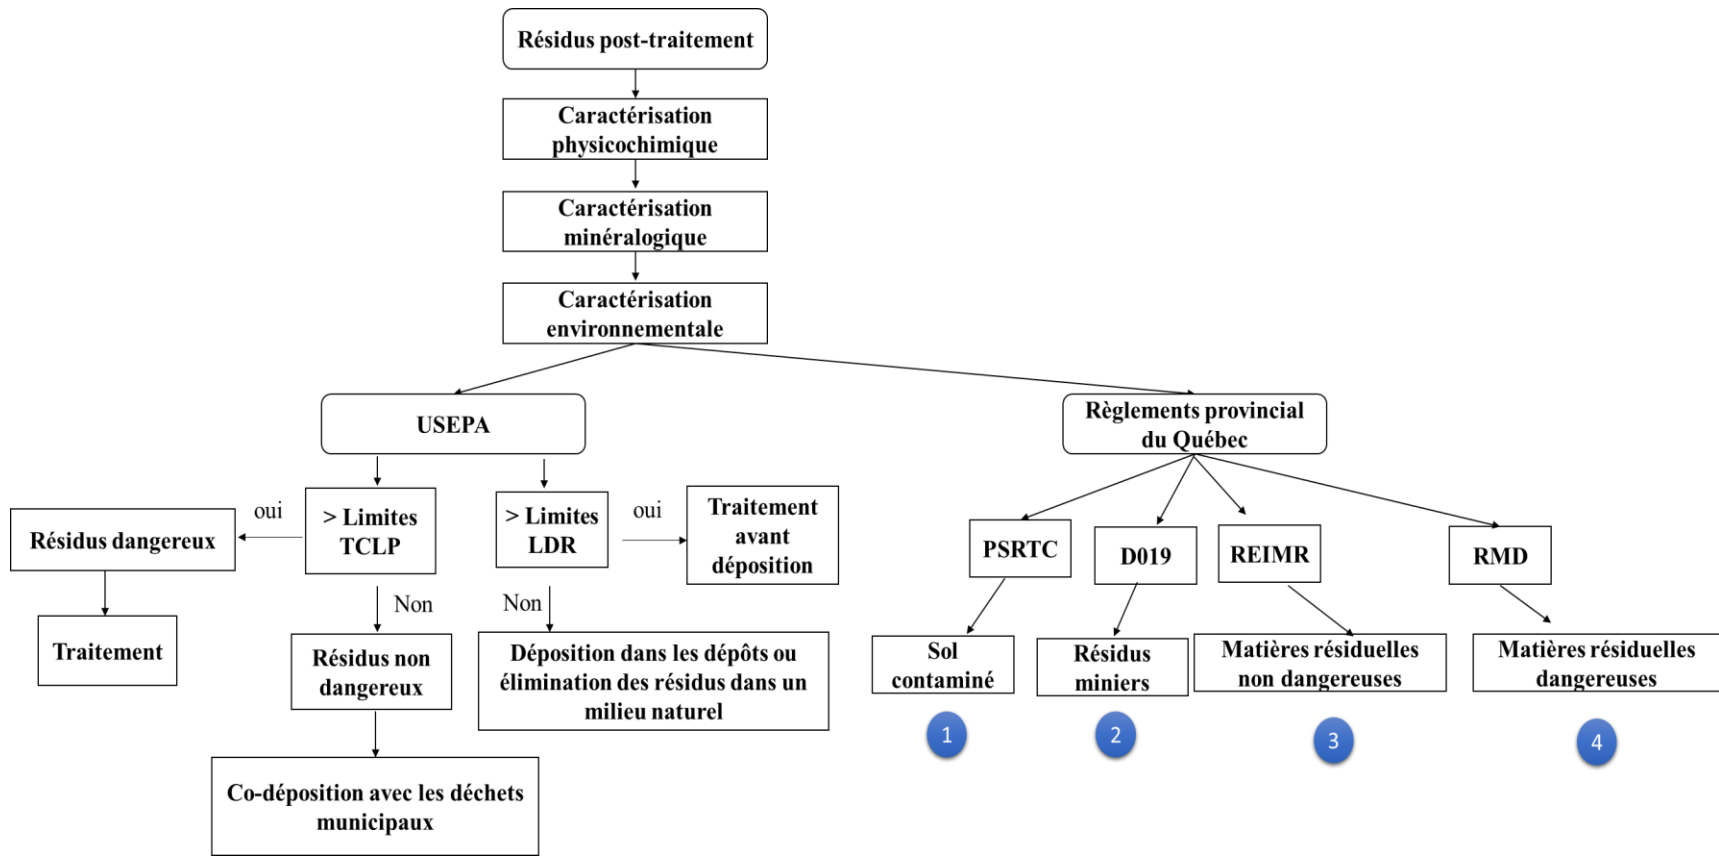 Résidus post-traitement
Caractérisation
physicochimique
Caractérisation
minéralogique
Caractérisation
environnementale
USEPA
Règlements provincial
du Québec
Résidus dangereux
oui
> Limites
TCLP
> Limites
LDR
oui
Traitement
avant
déposition
PSRTC
D019
REIMR
RMD
Traitement
Non
Résidus non
dangereux
Non
Déposition dans les dépôts ou
élimination des résidus dans un
milieu naturel
Sol
contaminé
Résidus
miniers
Matières résiduelles
non dangereuses
Matières résiduelles
dangereuses
1
2
3
4
Co-déposition avec les déchets
municipaux